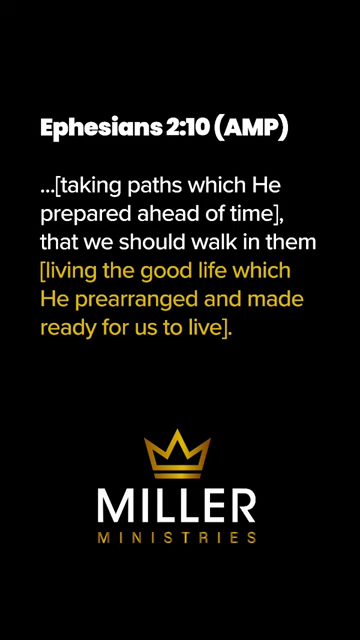 Ephesians 2:10 (AMP)
...[taking paths which He
prepared ahead of time],
that we should walk in them
[living the good life which
He prearranged and made
ready for us to live].
MILLER
MINISTRIES